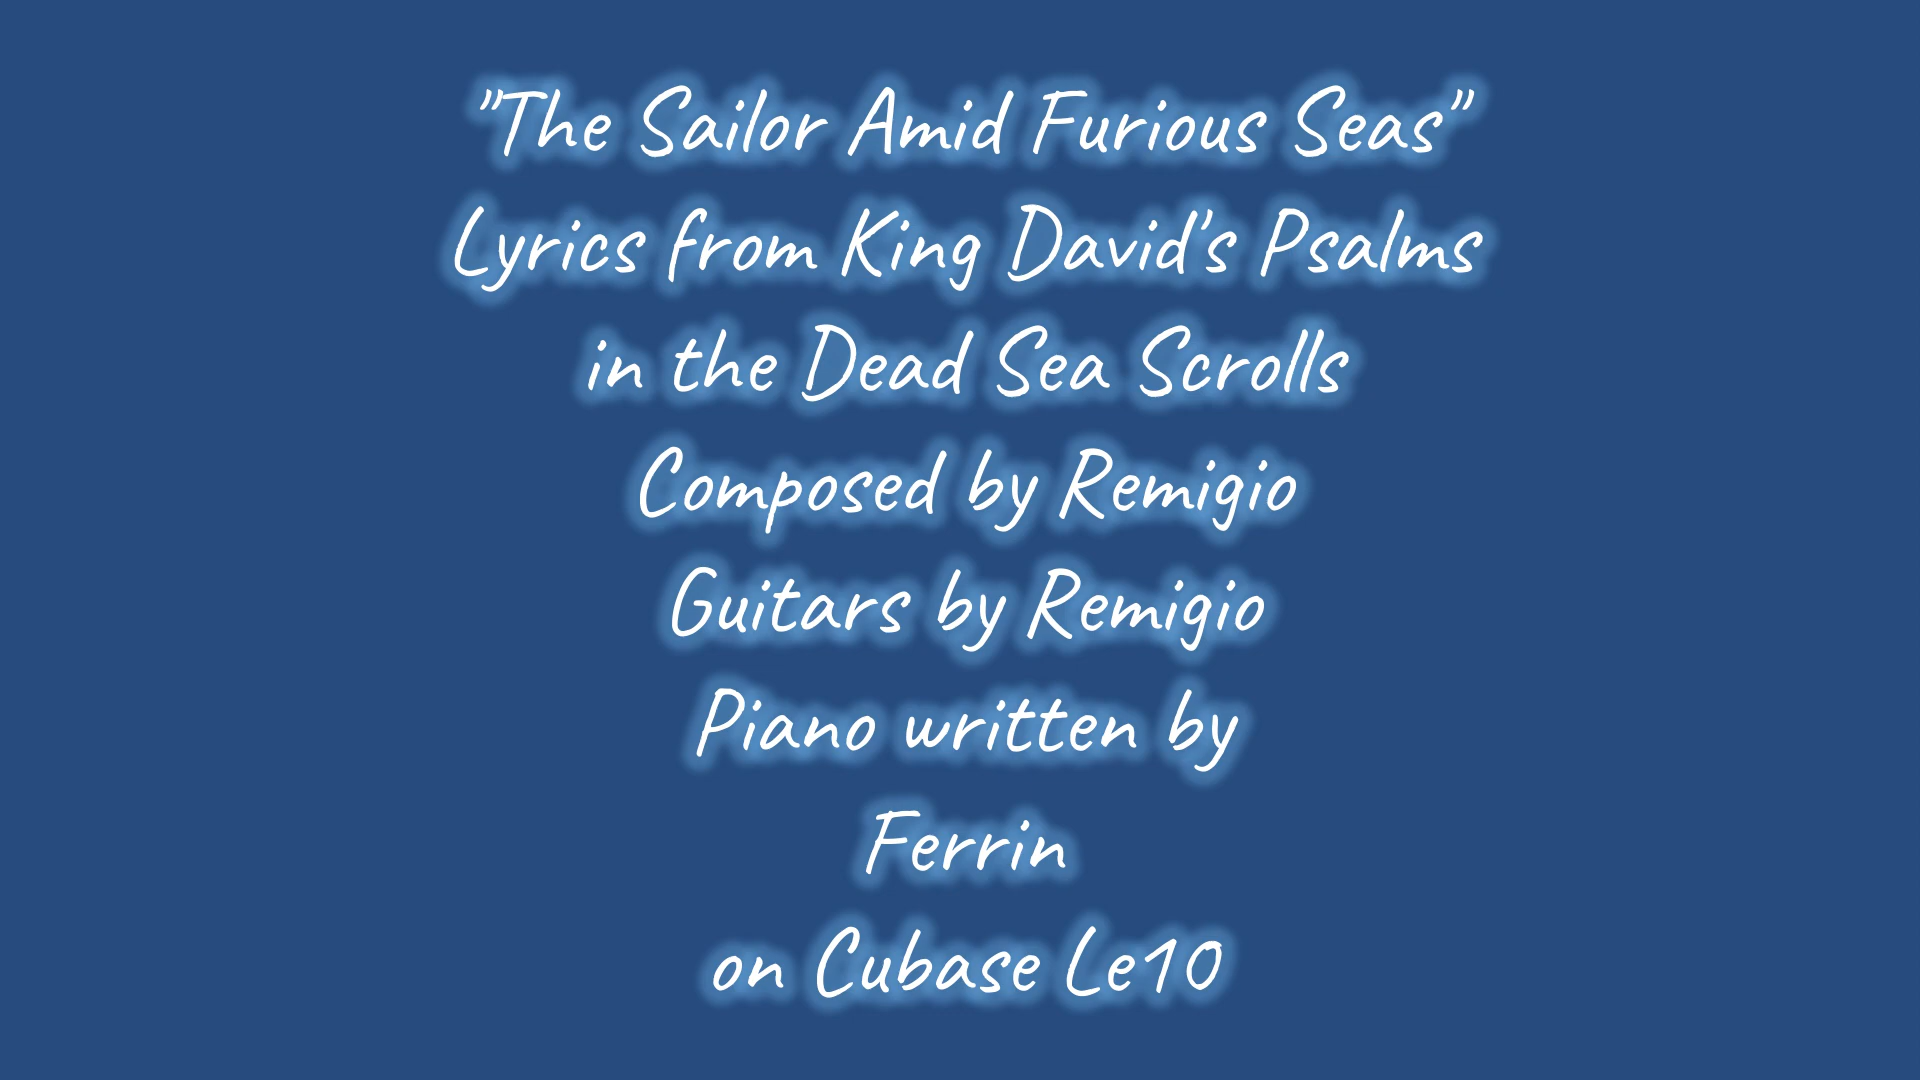 "The Sailor Amid Furious Seas"
Lyrics from King David's Psalms
in the Dead Sea Scrolls
Composed by Remigio
Guitars by Remigio
Piano written by
Ferrin
on Cubase Le10